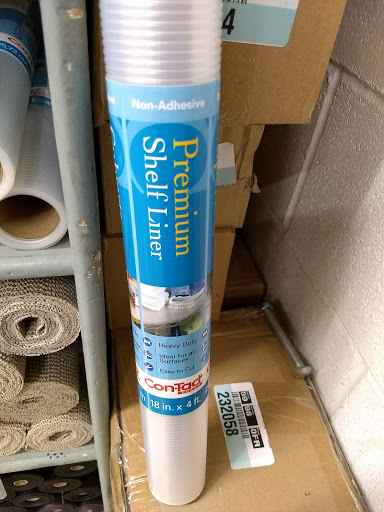 4
Non-Adhesive
Premium
Shelf Liner
Heavy Duty
Ideal for all
Surfaces
Easy to Cut
Con-Tact
18 in. x 4 ft.
232058